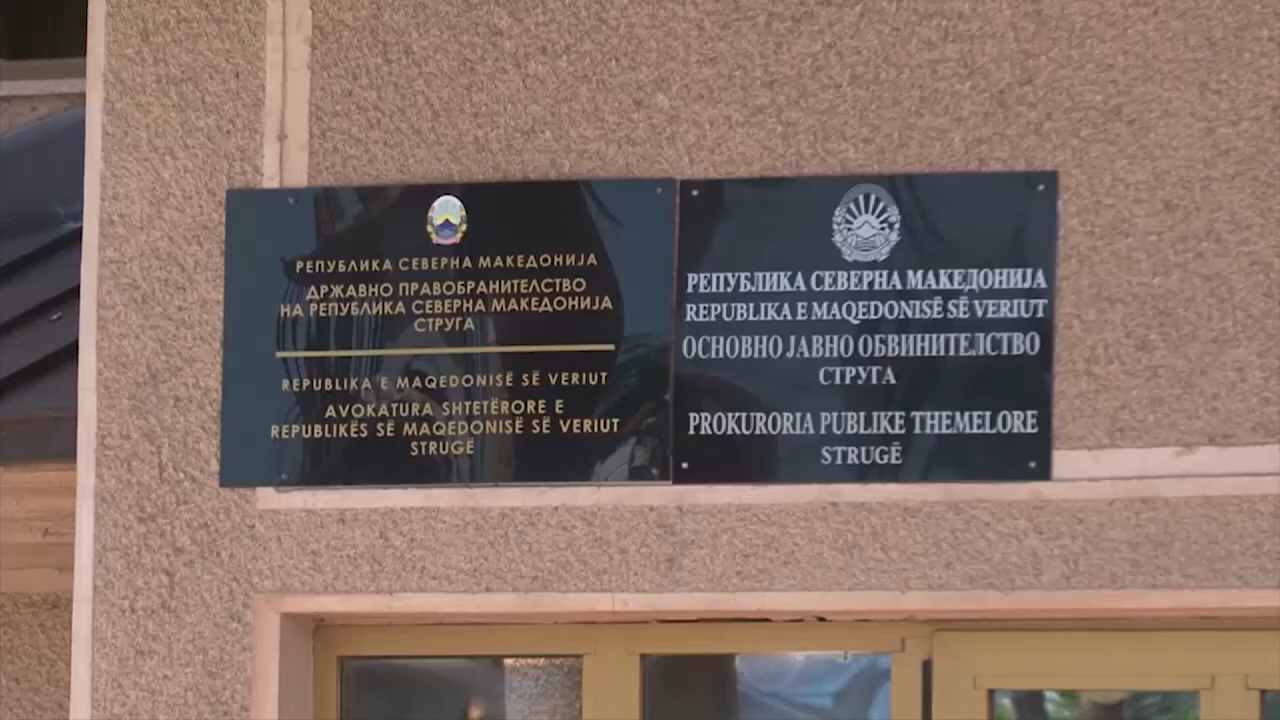 РЕПУБЛИКА СЕВЕРНА МАКЕДОНИЈА
ДРЖАВНО ПРАВОБРАНИТЕЛСТВО
НА РЕПУБЛИКА СЕВЕРНА МАКЕДОНИЈА
СТРУГА
REPUBLIKA E MAQEDONISË SË VERIUT
AVOKATURA SHTETËRORE E
REPUBLIKËS SË MAQEDONISË SË VERIUT
STRUGË
РЕПУБЛИКА СЕВЕРНА МАКЕДОНИЈА
REPUBLIKA E MAQEDONISË SË VERIUT
ОСНОВНО ЈАВНО ОБВИНИТЕЛСТВО
СТРУГА
PROKURORIA PUBLIKE THEMELORE
STRUGË